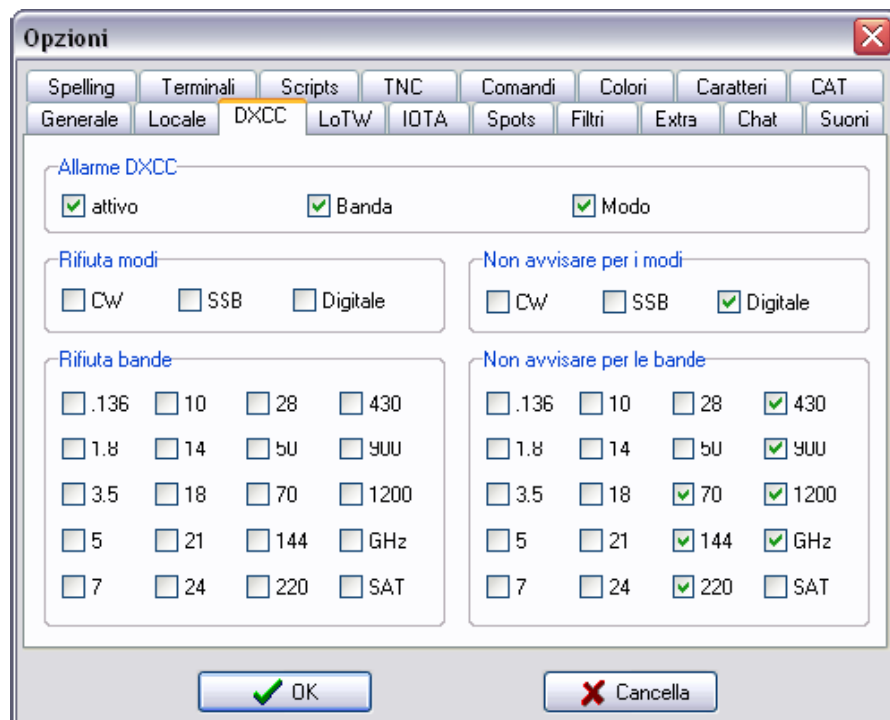 Opzioni
Spelling Terminali Scripts TNC Comandi Colori Caratteri CAT
Generale Locale DXCC LoTW IOTA Spots Filtri Extra Chat Suoni
Allarme DXCC
attivo Banda Modo
Rifiuta modi
CW SSB Digitale
Non avvisare per i modi
CW SSB Digitale
Rifiuta bande
.136 10 28 430
1.8 14 50 900
3.5 18 70 1200
5 21 144 GHz
7 24 220 SAT
Non avvisare per le bande
.136 10 28 430
1.8 14 50 900
3.5 18 70 1200
5 21 144 GHz
7 24 220 SAT
OK Cancella